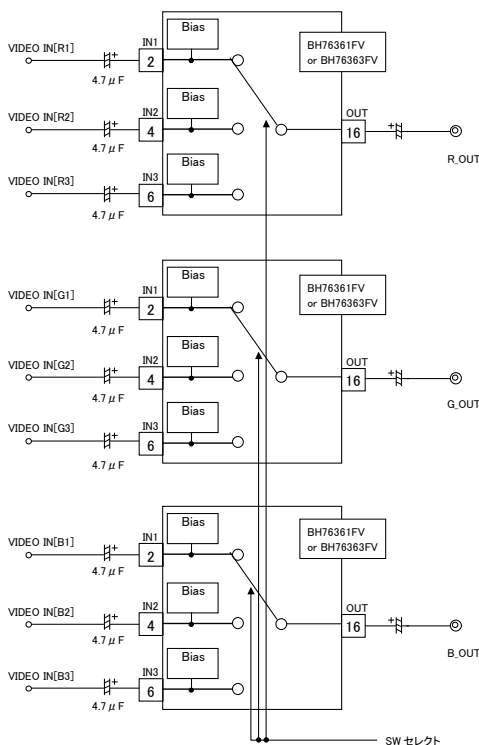 Bias
BH76361FV
or BH76363FV
VIDEO IN[R1]
+
IN1
2
4.7μF
Bias
VIDEO IN[R2]
+
IN2
4
4.7μF
OUT
16
+
R_OUT
Bias
VIDEO IN[R3]
+
IN3
6
4.7μF
Bias
BH76361FV
or BH76363FV
VIDEO IN[G1]
+
IN1
2
4.7μF
Bias
VIDEO IN[G2]
+
IN2
4
4.7μF
OUT
16
+
G_OUT
Bias
VIDEO IN[G3]
+
IN3
6
4.7μF
Bias
BH76361FV
or BH76363FV
VIDEO IN[B1]
+
IN1
2
4.7μF
Bias
VIDEO IN[B2]
+
IN2
4
4.7μF
OUT
16
+
B_OUT
Bias
VIDEO IN[B3]
+
IN3
6
4.7μF
SW セレクト